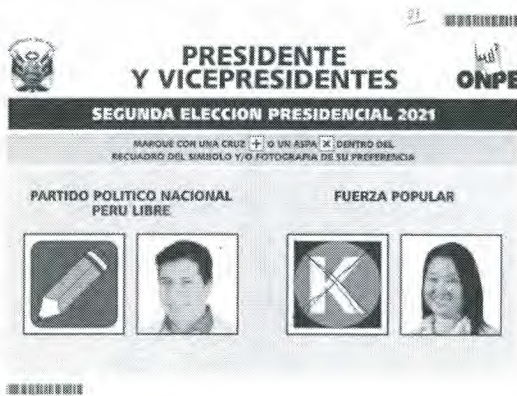 PRESIDENTE
Y VICEPRESIDENTES
ONPE
SEGUNDA ELECCION PRESIDENCIAL 2021
MARQUE CON UNA CRUZ + O UN ASPA X DENTRO DEL
RECUADRO DEL SIMBOLO Y/O FOTOGRAFIA DE SU PREFERENCIA
PARTIDO POLITICO NACIONAL
PERU LIBRE
FUERZA POPULAR
K